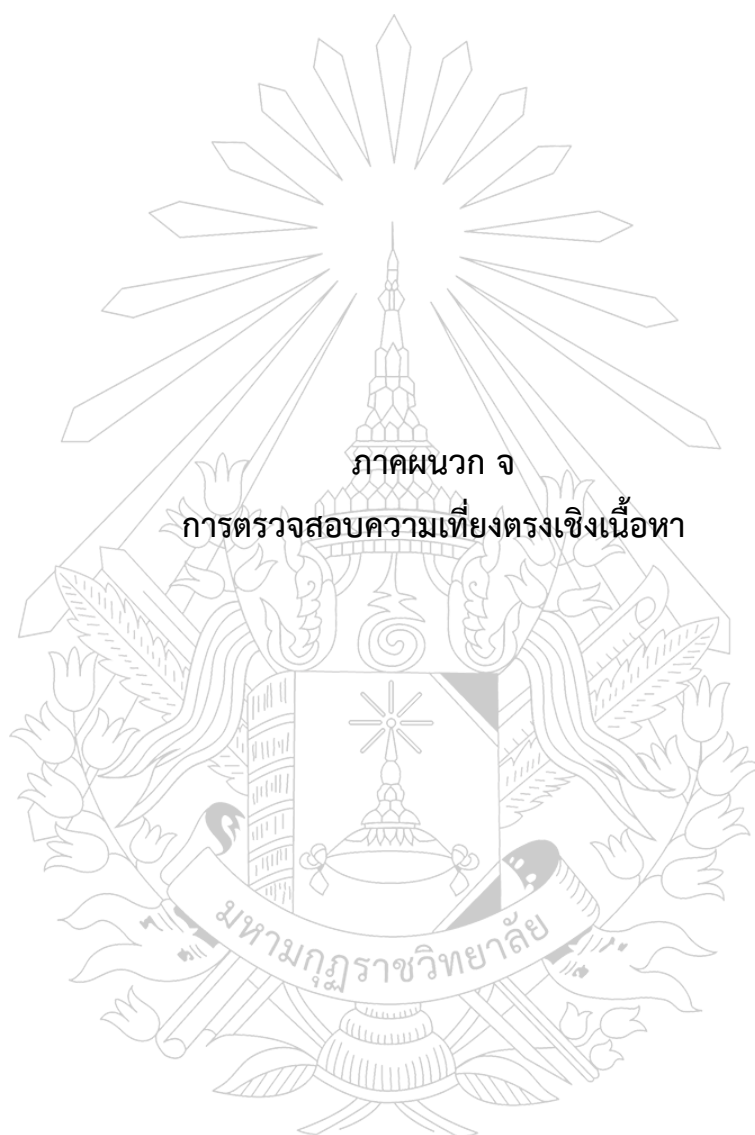 ภาคผนวก จ
การตรวจสอบความเที่ยงตรงเชิงเนื้อหา
มหามกุฏราชวิทยาลัย